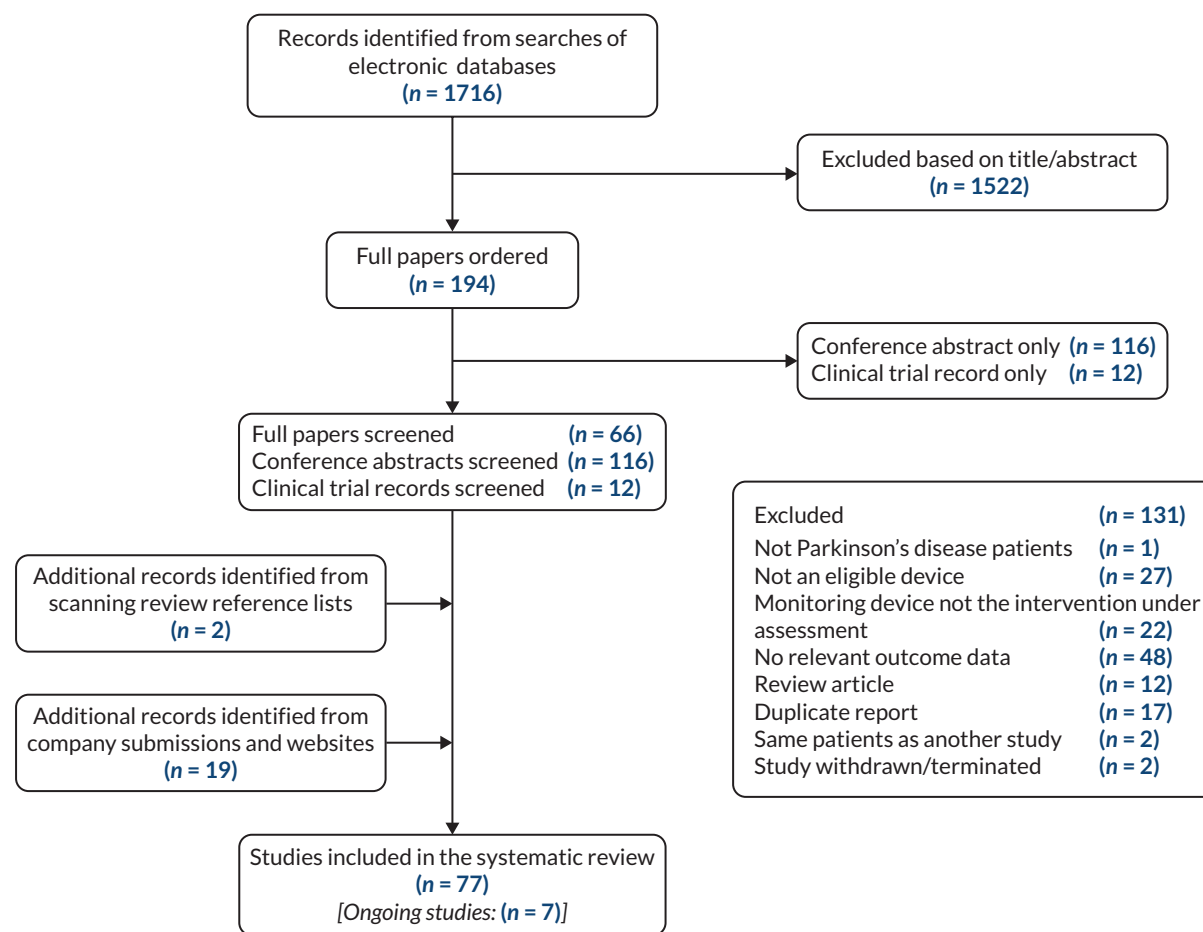 Records identified from searches of
electronic databases
(n = 1716)
Excluded based on title/abstract
(n = 1522)
Full papers ordered
(n = 194)
Conference abstract only (n = 116)
Clinical trial record only (n = 12)
Full papers screened (n = 66)
Conference abstracts screened (n = 116)
Clinical trial records screened (n = 12)
Additional records identified from
scanning review reference lists
(n = 2)
Additional records identified from
company submissions and websites
(n = 19)
Excluded (n = 131)
Not Parkinson's disease patients (n = 1)
Not an eligible device (n = 27)
Monitoring device not the intervention under
assessment (n = 22)
No relevant outcome data (n = 48)
Review article (n = 12)
Duplicate report (n = 17)
Same patients as another study (n = 2)
Study withdrawn/terminated (n = 2)
Studies included in the systematic review
(n = 77)
[Ongoing studies: (n = 7)]